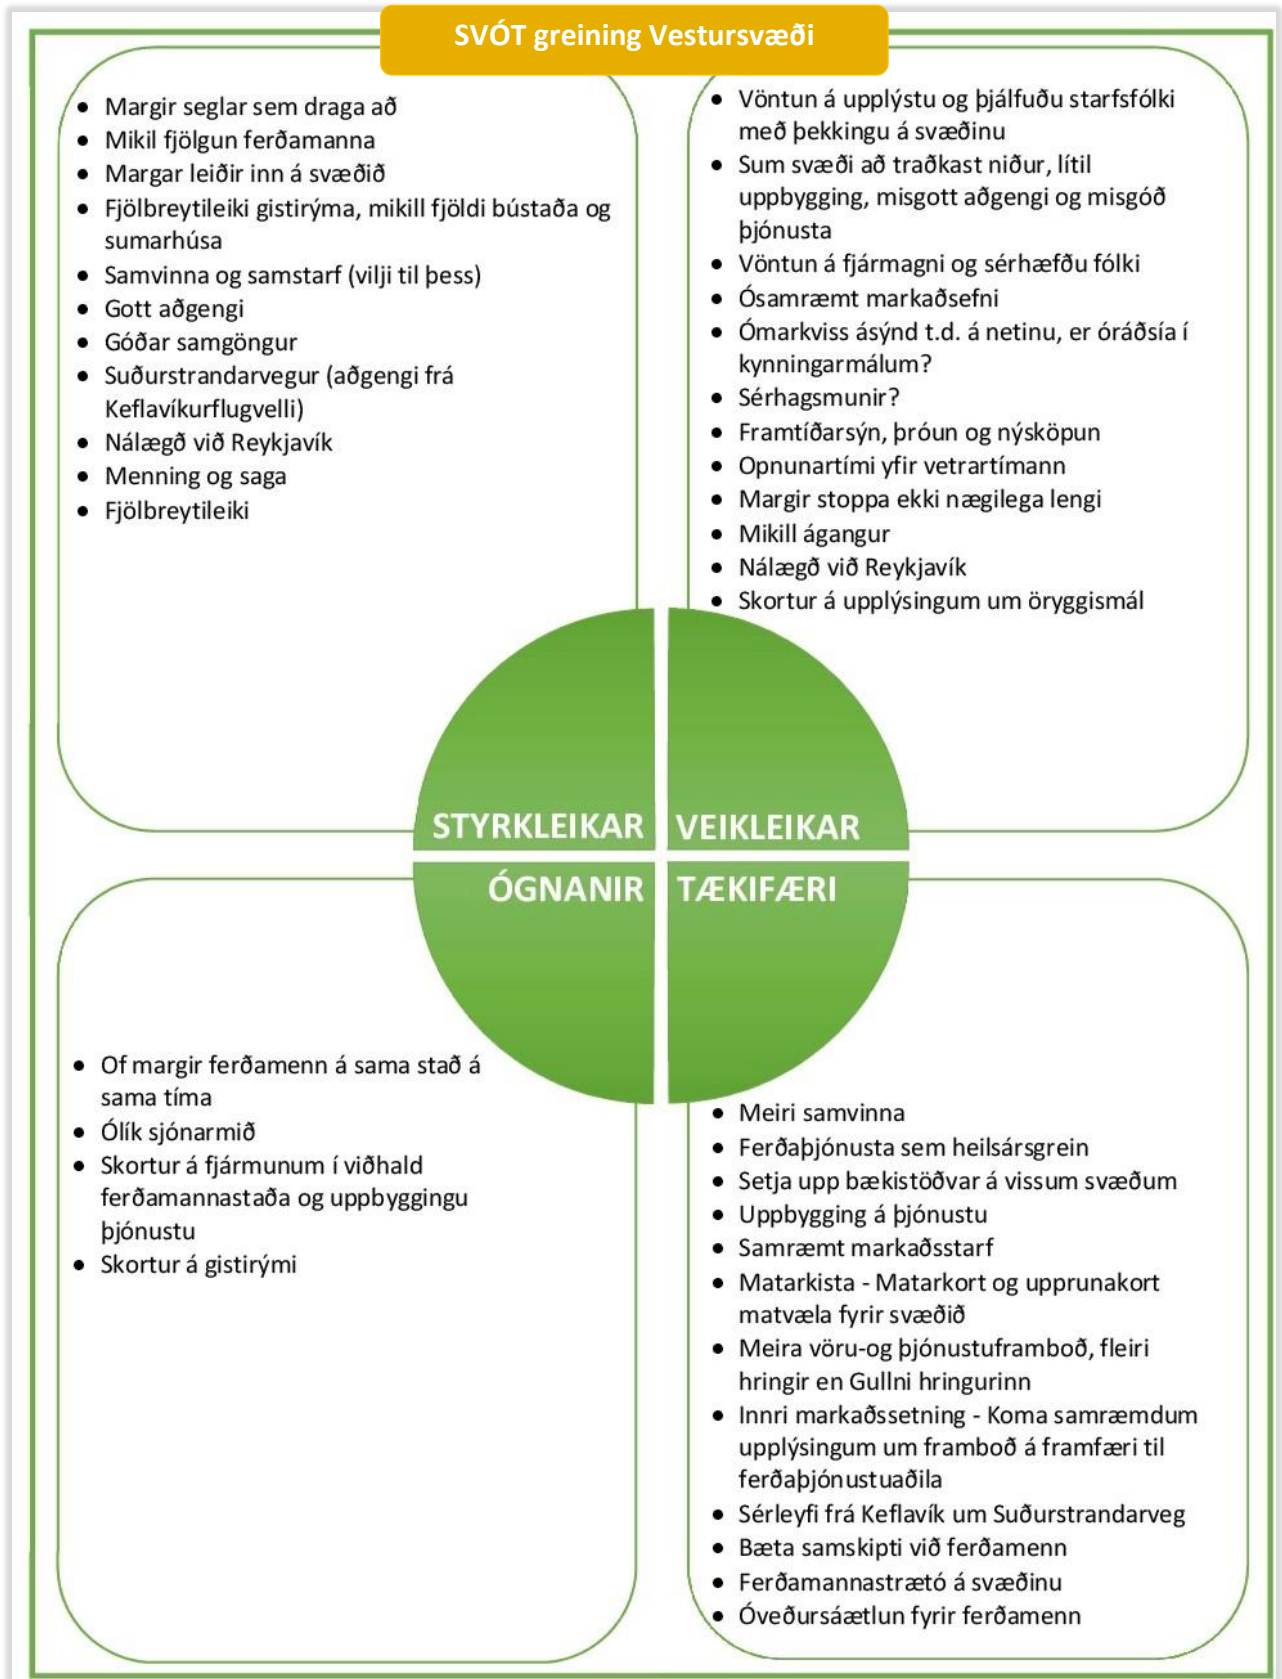 SVÓT greining Vestursvæði
• Margir seglar sem draga að
• Mikil fjölgun ferðamanna
• Margar leiðir inn á svæðið
• Fjölbreytileiki gistirýma, mikill fjöldi bústaða og
sumarhúsa
• Samvinna og samstarf (vilji til þess)
• Gott aðgengi
• Góðar samgöngur
• Suðurstrandarvegur (aðgengi frá
Keflavíkurflugvelli)
• Nálægð við Reykjavík
• Menning og saga
• Fjölbreytileiki
• Vöntun á upplýstu og þjálfuðu starfsfólki
með þekkingu á svæðinu
• Sum svæði að traðkast niður, lítil
uppbygging, misgott aðgengi og misgóð
þjónusta
• Vöntun á fjármagni og sérhæfðu fólki
• Ósamræmt markaðsefni
• Ómarkviss ásýnd t.d. á netinu, er óráðsía í
kynningarmálum?
• Sérhagsmunir?
• Framtíðarsýn, þróun og nýsköpun
• Opnunartími yfir vetrartímann
• Margir stoppa ekki nægilega lengi
• Mikill ágangur
• Nálægð við Reykjavík
• Skortur á upplýsingum um öryggismál
STYRKLEIKAR
VEIKLEIKAR
ÓGNANIR
TÆKIFÆRI
• Of margir ferðamenn á sama stað á
sama tíma
• Ólík sjónarmið
• Skortur á fjármunum í viðhald
ferðamannastaða og uppbyggingu
þjónustu
• Skortur á gistirými
• Meiri samvinna
• Ferðaþjónusta sem heilsársgrein
• Setja upp bækistöðvar á vissum svæðum
• Uppbygging á þjónustu
• Samræmt markaðsstarf
• Matarkista - Matarkort og upprunakort
matvæla fyrir svæðið
• Meira vöru-og þjónustuframboð, fleiri
hringir en Gullni hringurinn
• Innri markaðssetning - Koma samræmdum
upplýsingum um framboð á framfæri til
ferðaþjónustuaðila
• Sérleyfi frá Keflavík um Suðurstrandarveg
• Bæta samskipti við ferðamenn
• Ferðamannastrætó á svæðinu
• Óveðursáætlun fyrir ferðamenn